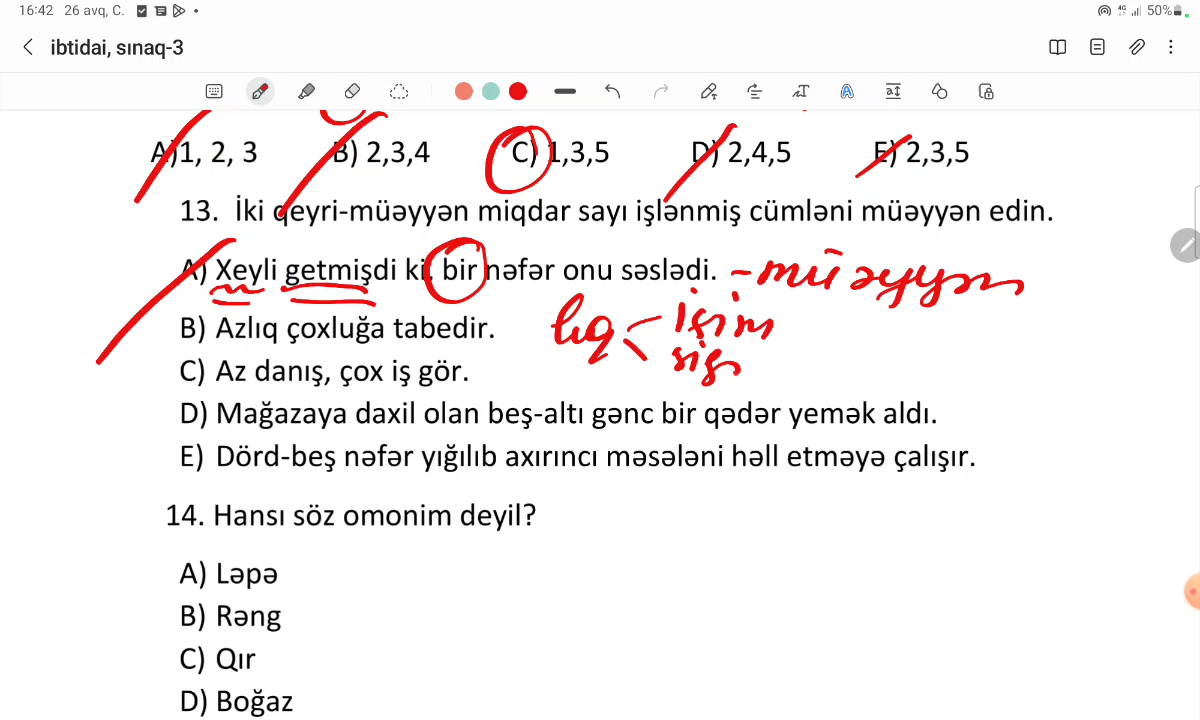 16:42 26 avq, C. • 4G 50%
ibtidai, sınaq-3
A) 1, 2, 3 B) 2,3,4 C) 1,3,5 D) 2,4,5 E) 2,3,5
13. İki qeyri-müəyyən miqdar sayı işlənmiş cümləni müəyyən edin.
A) Xeyli getmişdi ki, bir nəfər onu səslədi. - müəyyən
B) Azlıq çoxluğa tabedir. lıq < isim
sifə
C) Az danış, çox iş gör.
D) Mağazaya daxil olan beş-altı gənc bir qədər yemək aldı.
E) Dörd-beş nəfər yığılıb axırıncı məsələni həll etməyə çalışır.
14. Hansı söz omonim deyil?
A) Ləpə
B) Rəng
C) Qır
D) Boğaz